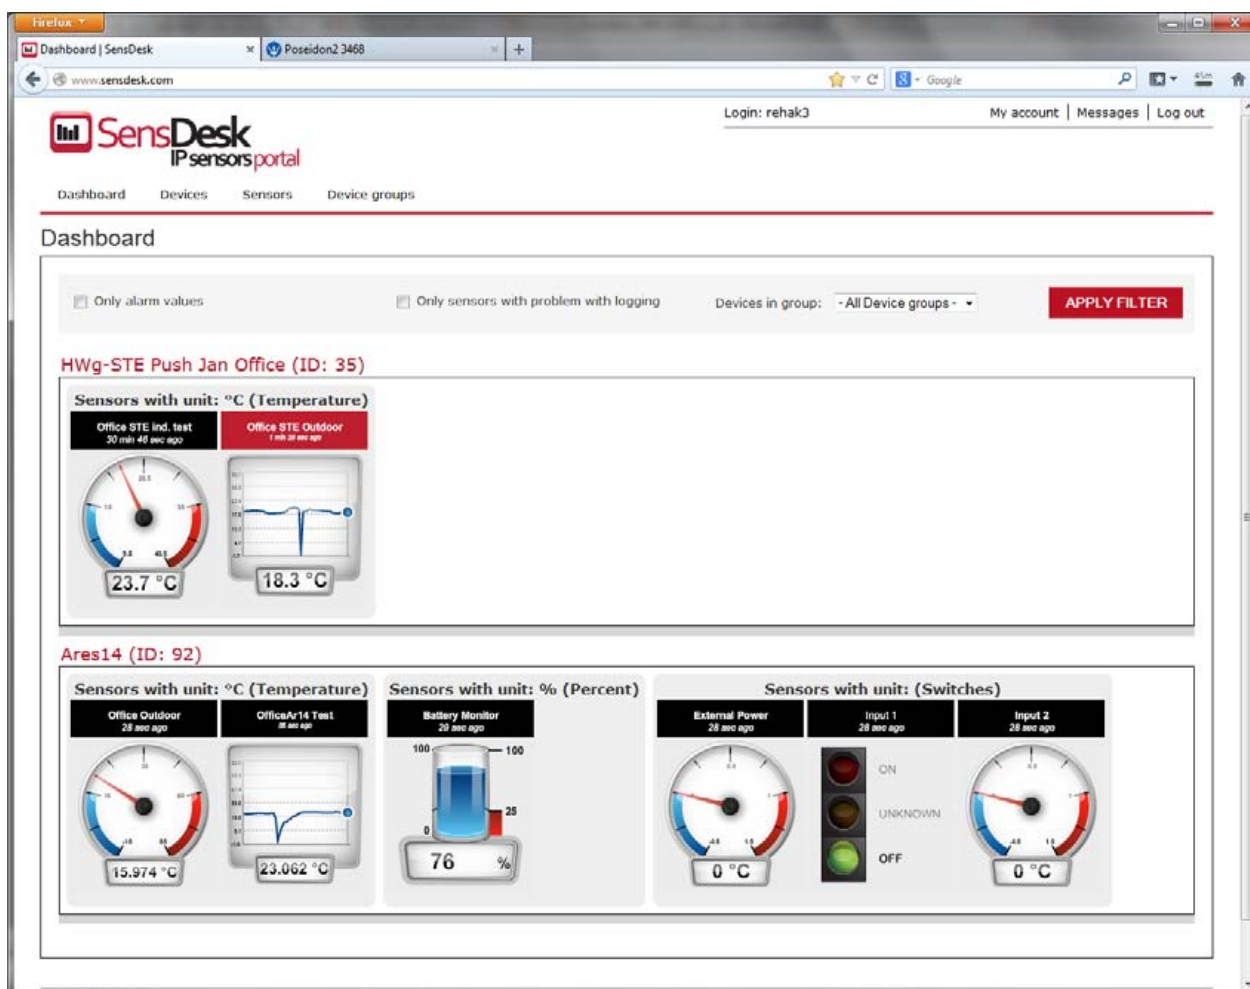 Firefox
Dashboard | SensDesk
Poseidon2 3468
www.sensdesk.com
Google
Login: rehak3
My account | Messages | Log out
SensDesk
IP sensors portal
Dashboard Devices Sensors Device groups
Dashboard
Only alarm values
Only sensors with problem with logging
Devices in group: - All Device groups -
APPLY FILTER
HWg-STE Push Jan Office (ID: 35)
Sensors with unit: °C (Temperature)
Office STE ind. test
30 min 46 sec ago
Office STE Outdoor
23.7 °C
18.3 °C
Ares14 (ID: 92)
Sensors with unit: °C (Temperature)
Office Outdoor
28 sec ago
OfficeAr14 Test
15.974 °C
23.062 °C
Sensors with unit: % (Percent)
Battery Monitor
29 sec ago
100
100
25
0
76 %
Sensors with unit: (Switches)
External Power
28 sec ago
Input 1
28 sec ago
Input 2
28 sec ago
ON
UNKNOWN
OFF
0 °C
0 °C